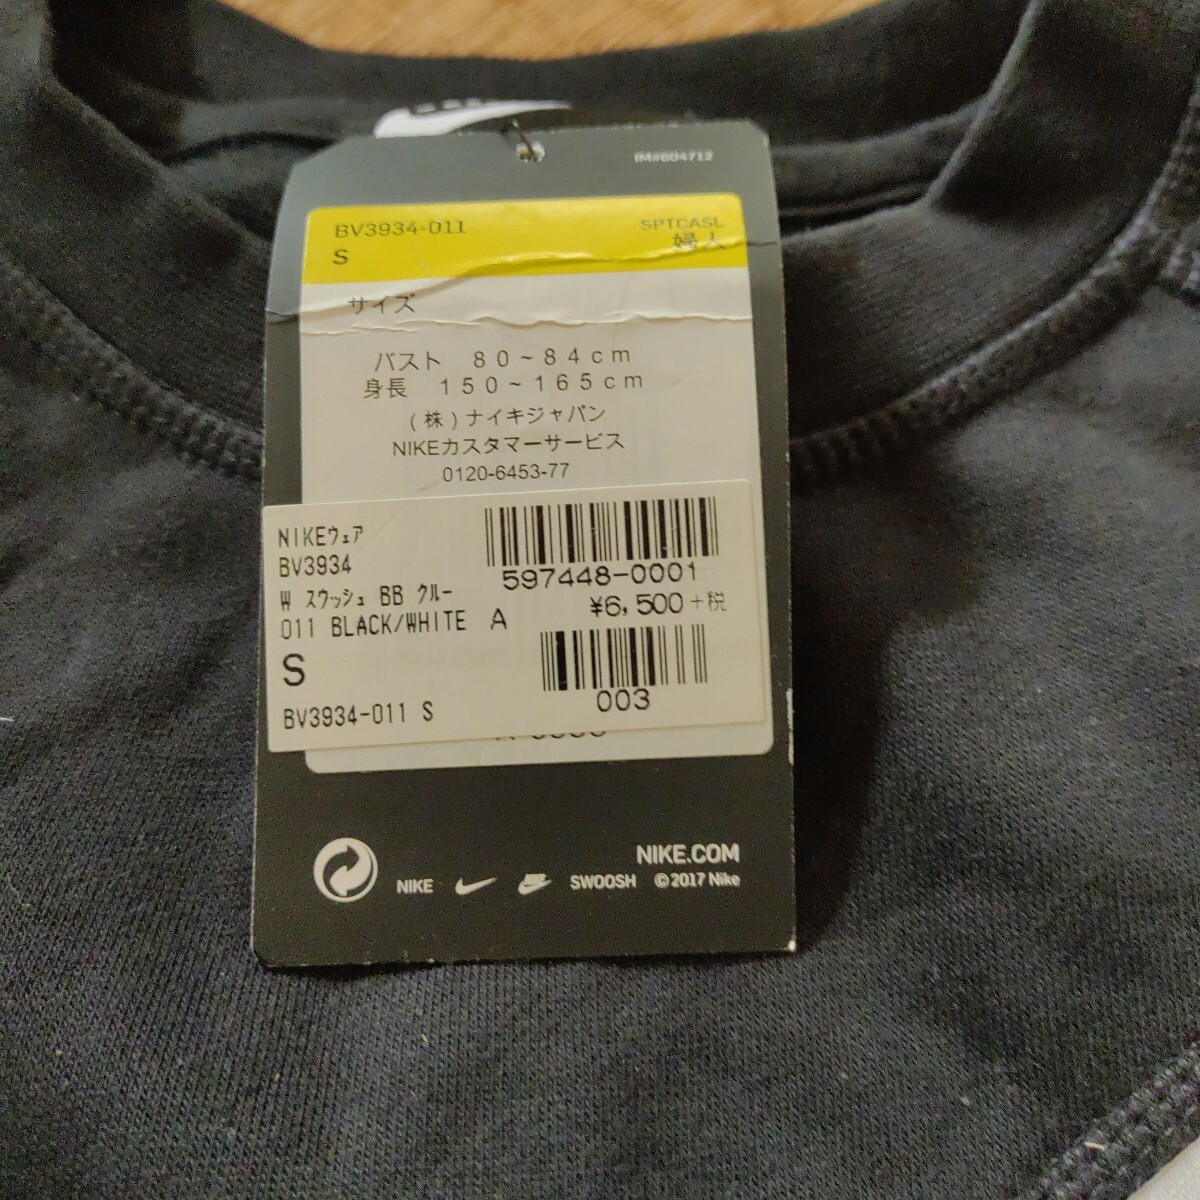 IM#604712
BV3934-011
SPTCASL
S
婦人
サイズ
バスト 80~84cm
身長 150~165cm
(株)ナイキジャパン
NIKEカスタマーサービス
0120-6453-77
NIKEウェア
BV3934
597448-0001
W スウッシュ BB クルー
¥6,500+税
011 BLACK/WHITE A
S
003
BV3934-011 S
NIKE.COM
NIKE SWOOSH ©2017 Nike